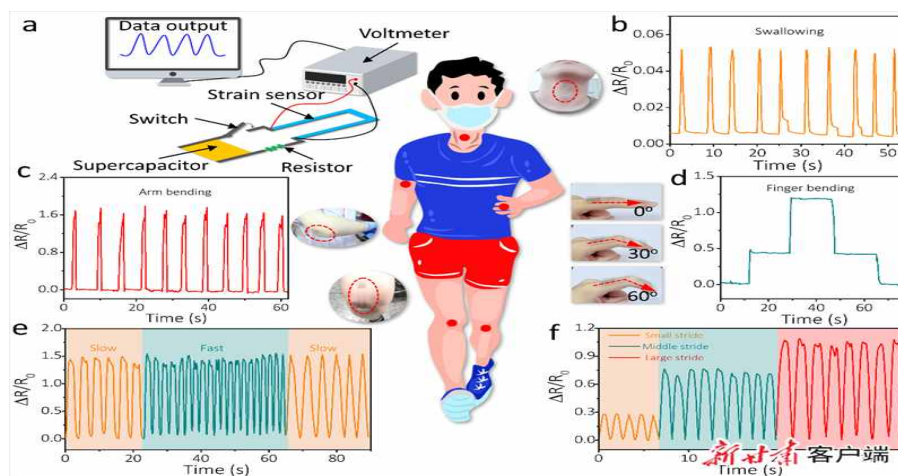 a
Data output
Voltmeter
Strain sensor
Switch
Supercapacitor
Resistor
b
Swallowing
ΔR/R₀
0.06
0.04
0.02
0.00
0 10 20 30 40 50
Time (s)
c
Arm bending
ΔR/R₀
2.4
1.6
0.8
0.0
0 20 40 60
Time (s)
0°
30°
60°
d
Finger bending
ΔR/R₀
1.5
1.0
0.5
0.0
0 20 40 60
Time (s)
e
Slow Fast Slow
ΔR/R₀
2.0
1.5
1.0
0.5
0.0
0 20 40 60 80
Time (s)
f
Small stride
Middle stride
Large stride
ΔR/R₀
1.2
0.9
0.6
0.3
0.0
0 10 20
Time (s)
新甘肃客户端